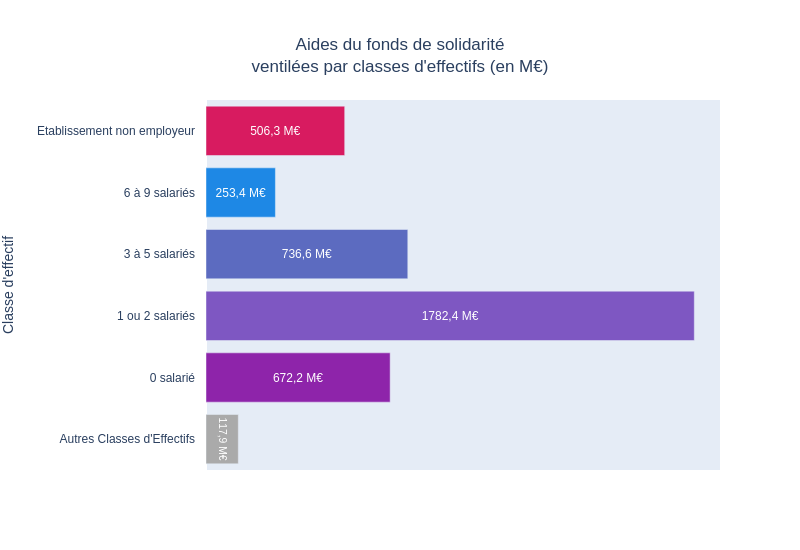 Aides du fonds de solidarité
ventilées par classes d'effectifs (en M€)
Classe d'effectif
Etablissement non employeur
506,3 M€
6 à 9 salariés
253,4 M€
3 à 5 salariés
736,6 M€
1 ou 2 salariés
1782,4 M€
0 salarié
672,2 M€
Autres Classes d'Effectifs
117,9 M€